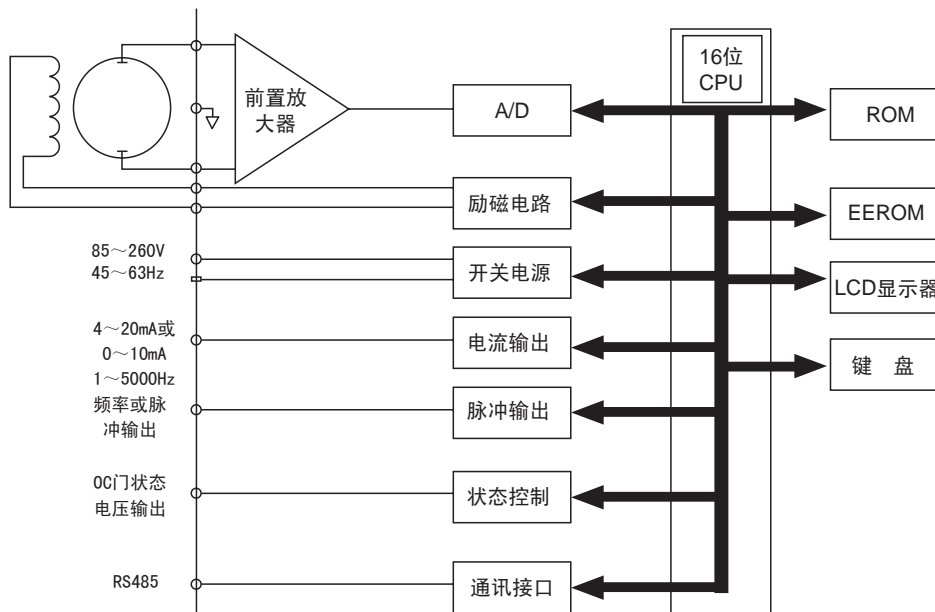 16位
CPU
前置放
大器
A/D
ROM
励磁电路
EEROM
85～260V
45～63Hz
开关电源
LCD显示器
4～20mA或
0～10mA
电流输出
键 盘
1～5000Hz
频率或脉
冲输出
脉冲输出
OC门状态
电压输出
状态控制
RS485
通讯接口